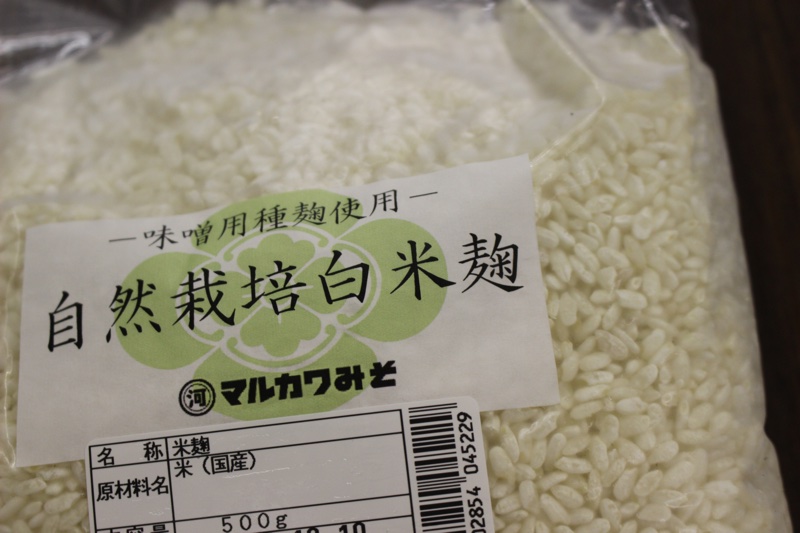 －味噌用種麹使用－
自然栽培白米麹
河 マルカワみそ
名 称 米麹
原材料名 米（国産）
500g
02854 045229